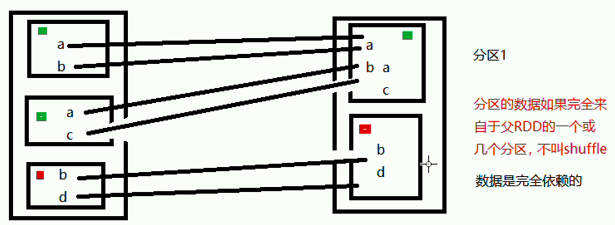 a
b
a
c
b
d
a
b a
c
b
d
分区1
分区的数据如果完全来
自于父RDD的一个或
几个分区，不叫shuffle
数据是完全依赖的